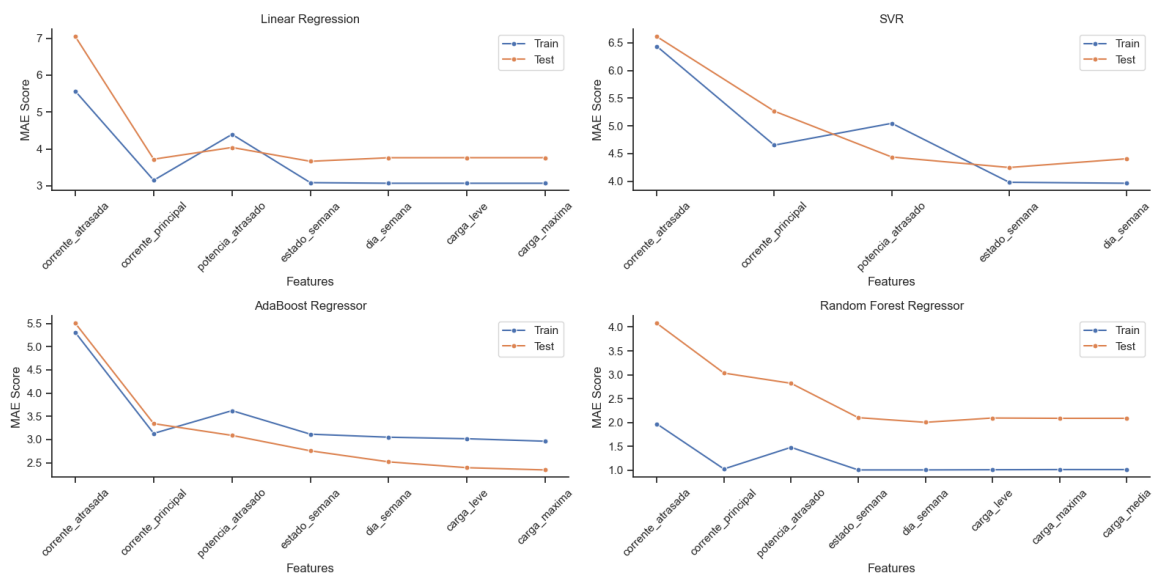 Linear Regression
7
6
5
4
3
MAE Score
Train
Test
corrente_atrasada
corrente_principal
potencia_atrasado
estado_semana
dia_semana
carga_leve
carga_maxima
Features
SVR
6.5
6.0
5.5
5.0
4.5
4.0
MAE Score
Train
Test
corrente_atrasada
corrente_principal
potencia_atrasado
estado_semana
dia_semana
Features
AdaBoost Regressor
5.5
5.0
4.5
4.0
3.5
3.0
2.5
MAE Score
Train
Test
corrente_atrasada
corrente_principal
potencia_atrasado
estado_semana
dia_semana
carga_leve
carga_maxima
Features
Random Forest Regressor
4.0
3.5
3.0
2.5
2.0
1.5
1.0
MAE Score
Train
Test
corrente_atrasada
corrente_principal
potencia_atrasado
estado_semana
dia_semana
carga_leve
carga_maxima
carga_media
Features